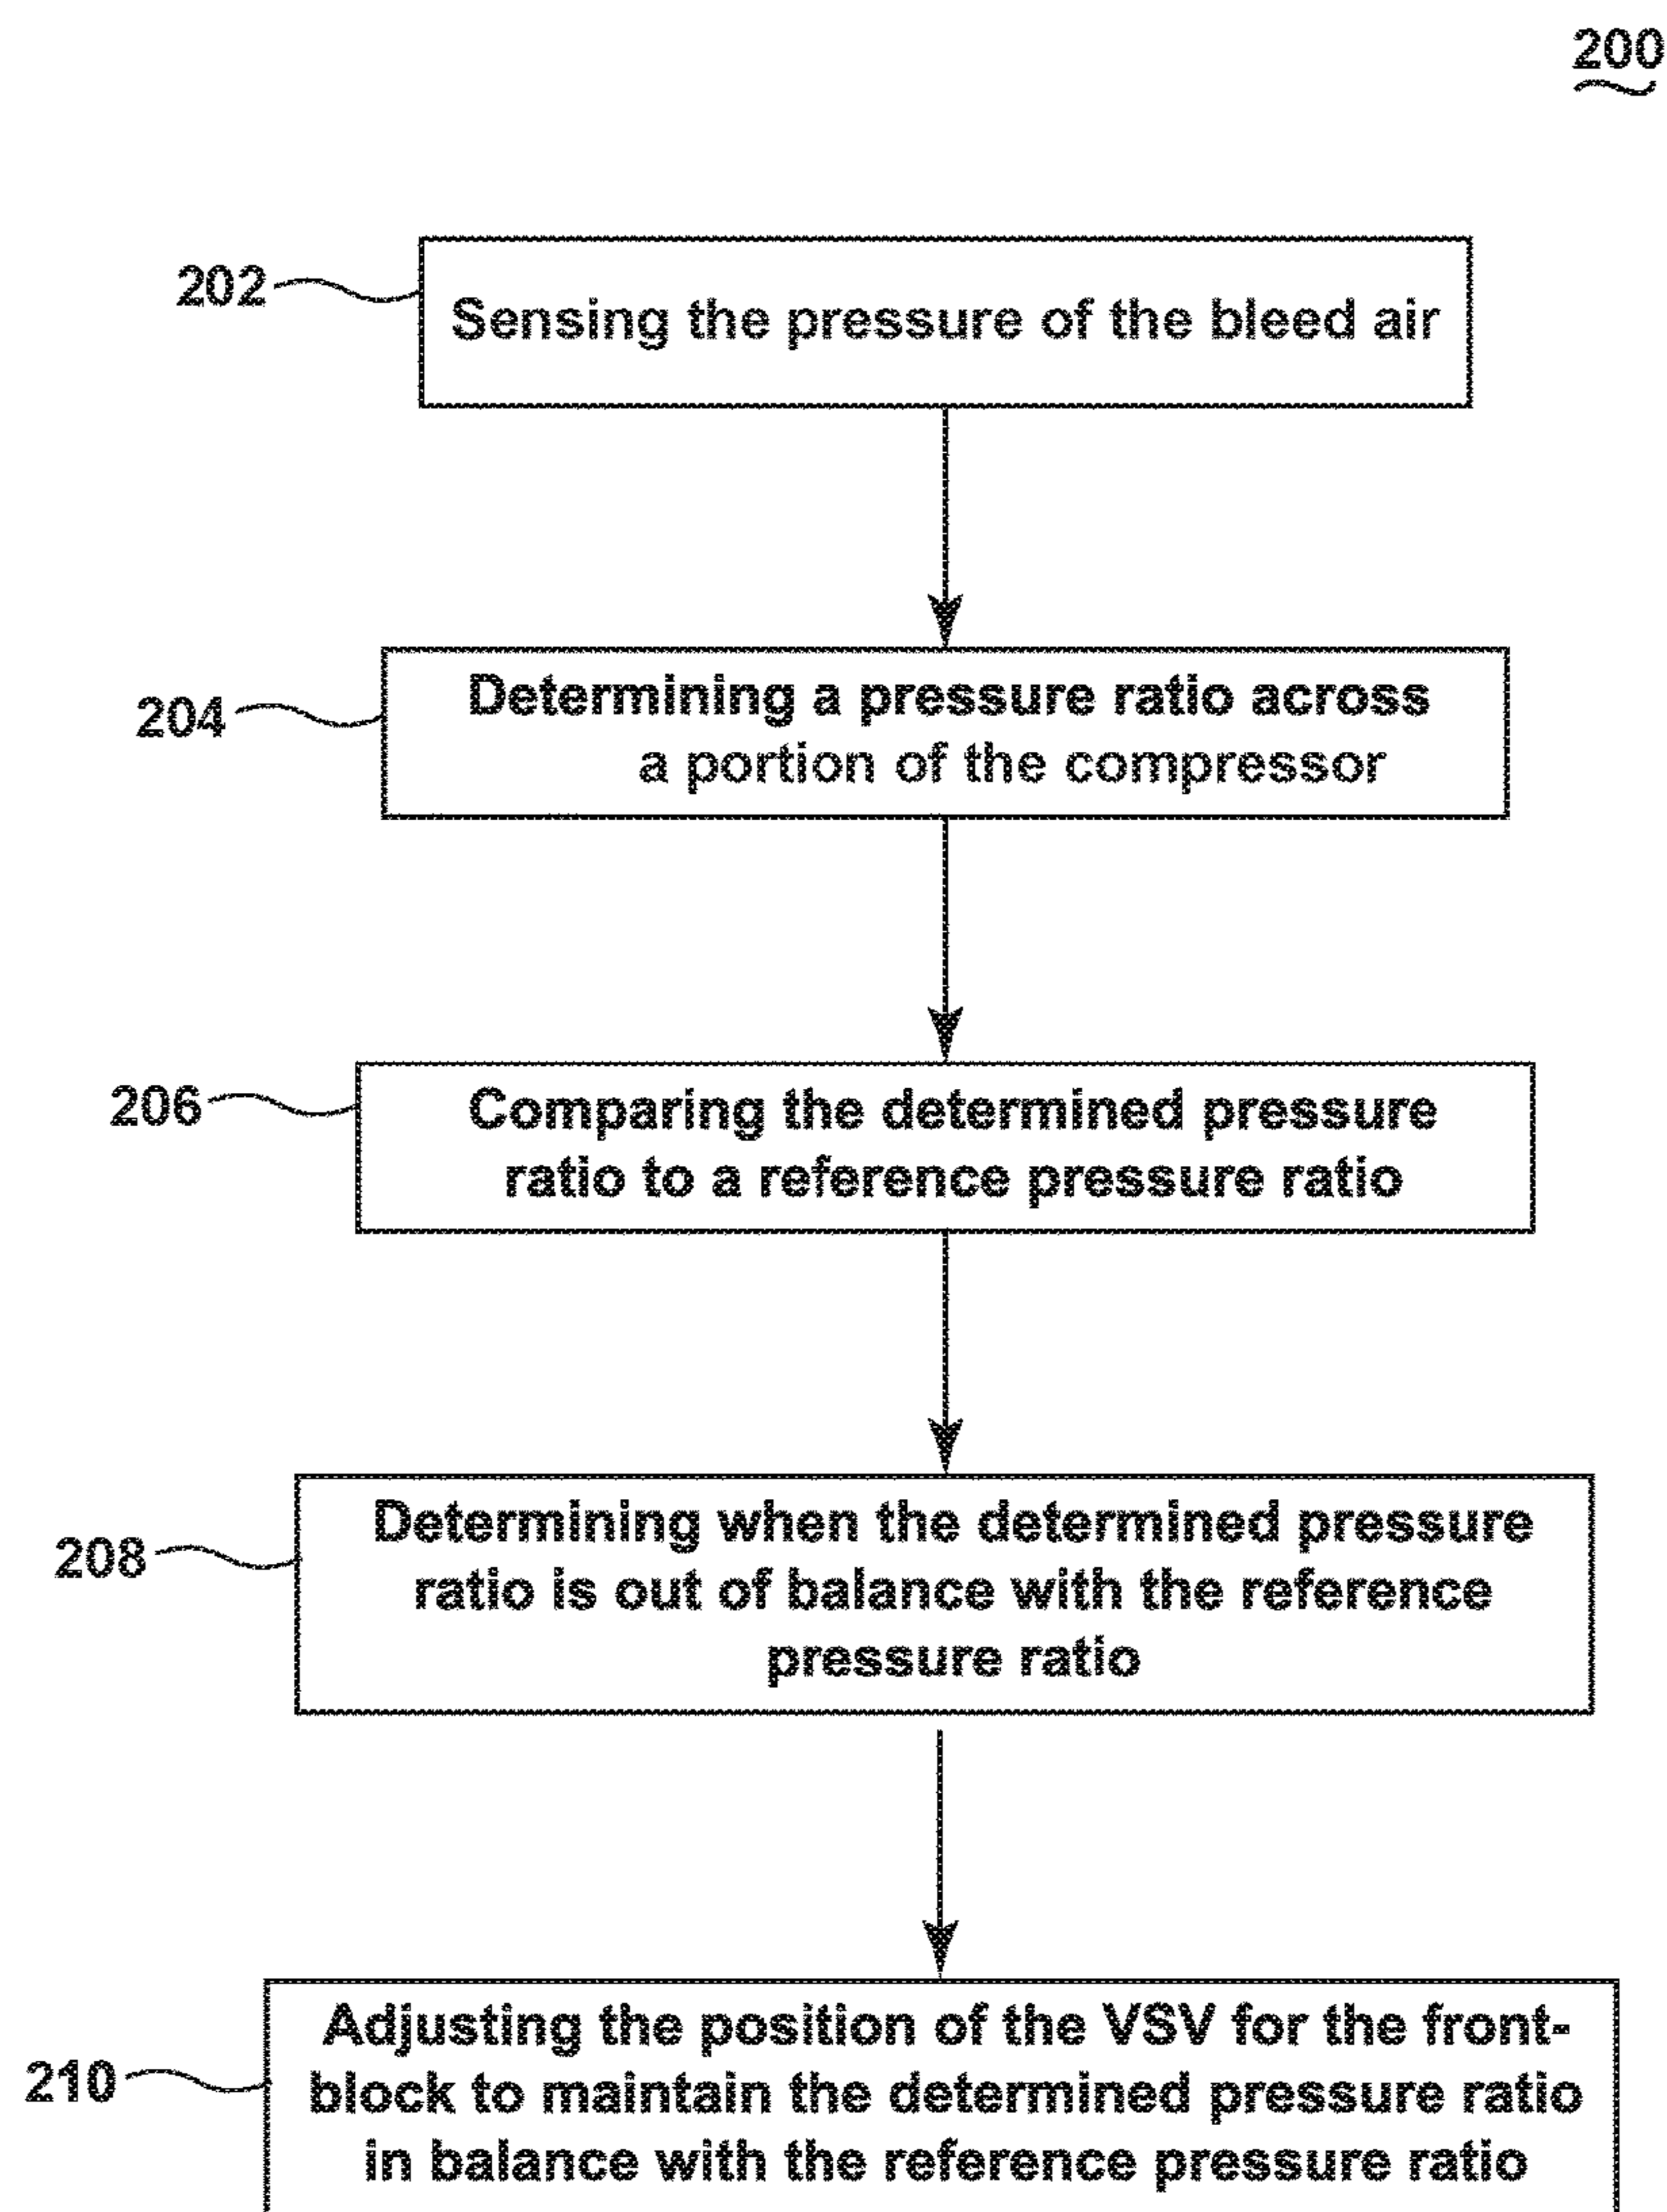 200
202
Sensing the pressure of the bleed air
204
Determining a pressure ratio across
a portion of the compressor
206
Comparing the determined pressure
ratio to a reference pressure ratio
208
Determining when the determined pressure
ratio is out of balance with the reference
pressure ratio
210
Adjusting the position of the VSV for the front-
block to maintain the determined pressure ratio
in balance with the reference pressure ratio